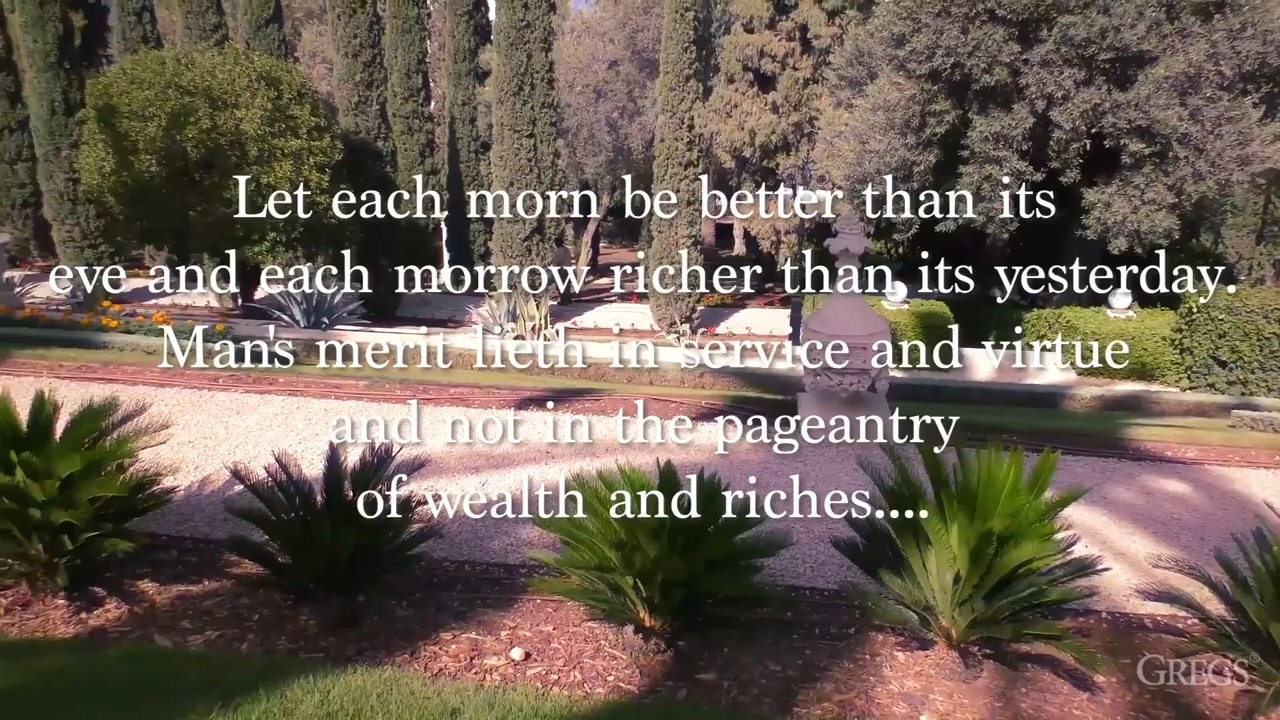 Let each morn be better than its
eve and each morrow richer than its yesterday.
Man's merit lieth in service and virtue
and not in the pageantry
of wealth and riches....
GREGS®